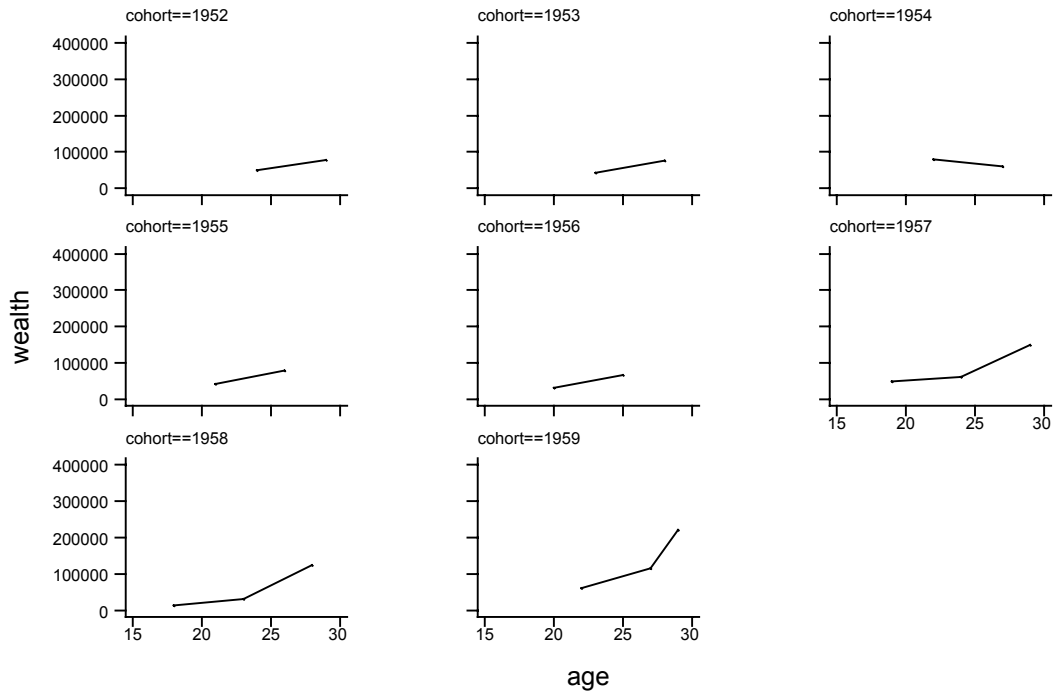 cohort==1952
cohort==1953
cohort==1954
400000
300000
200000
100000
0
cohort==1955
cohort==1956
cohort==1957
400000
300000
200000
100000
0
15 20 25 30
cohort==1958
cohort==1959
400000
300000
200000
100000
0
15 20 25 30
15 20 25 30
wealth
age